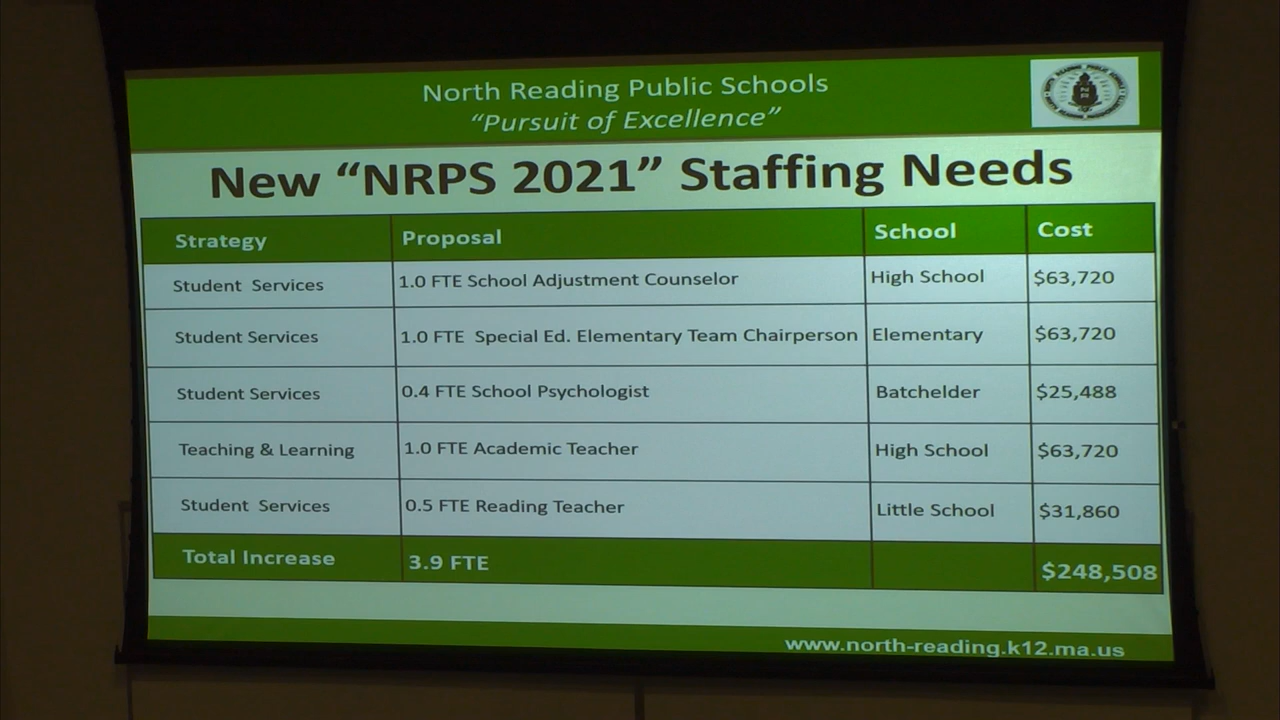 North Reading Public Schools
“Pursuit of Excellence”
New “NRPS 2021” Staffing Needs
Strategy Proposal School Cost
Student Services 1.0 FTE School Adjustment Counselor High School $63,720
Student Services 1.0 FTE Special Ed. Elementary Team Chairperson Elementary $63,720
Student Services 0.4 FTE School Psychologist Batchelder $25,488
Teaching & Learning 1.0 FTE Academic Teacher High School $63,720
Student Services 0.5 FTE Reading Teacher Little School $31,860
Total Increase 3.9 FTE $248,508
www.north-reading.k12.ma.us